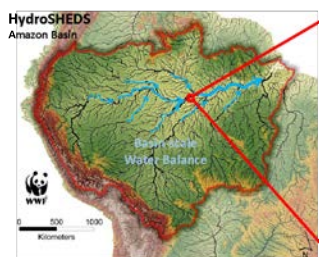 HydroSHEDS
Amazon Basin
Basin scale
Water Balance
WWF
0 500 1000
Kilometers